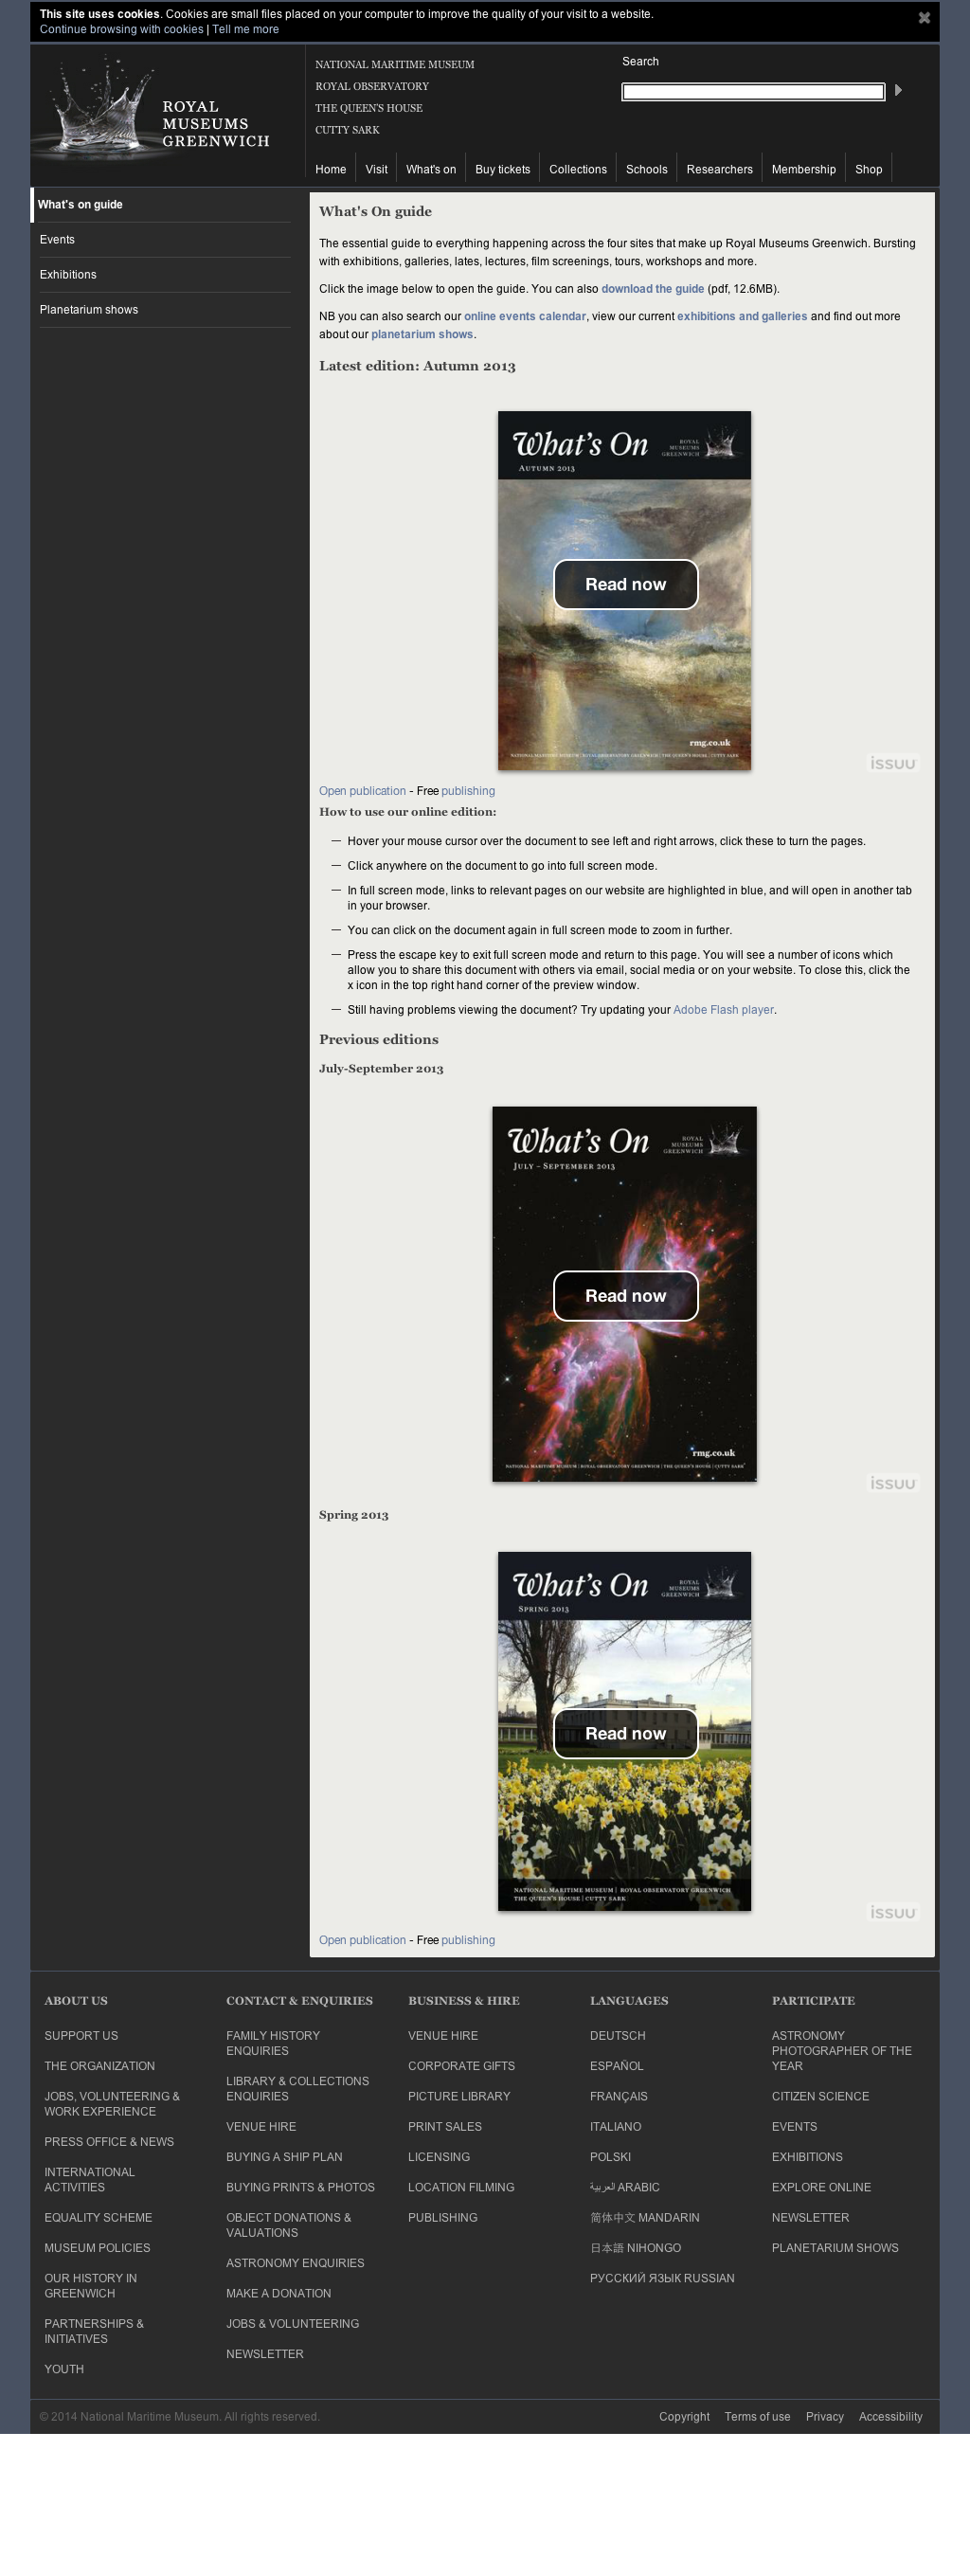 This site uses cookies. Cookies are small files placed on your computer to improve the quality of your visit to a website.
Continue browsing with cookies | Tell me more
ROYAL
MUSEUMS
GREENWICH
NATIONAL MARITIME MUSEUM
ROYAL OBSERVATORY
THE QUEEN'S HOUSE
CUTTY SARK
Search
Home
Visit
What's on
Buy tickets
Collections
Schools
Researchers
Membership
Shop
What's on guide
Events
Exhibitions
Planetarium shows
What's On guide
The essential guide to everything happening across the four sites that make up Royal Museums Greenwich. Bursting
with exhibitions, galleries, lates, lectures, film screenings, tours, workshops and more.
Click the image below to open the guide. You can also download the guide (pdf, 12.6MB).
NB you can also search our online events calendar, view our current exhibitions and galleries and find out more
about our planetarium shows.
Latest edition: Autumn 2013
What's On
AUTUMN 2013
ROYAL
MUSEUMS
GREENWICH
Read now
rmg.co.uk
NATIONAL MARITIME MUSEUM | ROYAL OBSERVATORY GREENWICH | THE QUEEN'S HOUSE | CUTTY SARK
issuu
Open publication - Free publishing
How to use our online edition:
— Hover your mouse cursor over the document to see left and right arrows, click these to turn the pages.
— Click anywhere on the document to go into full screen mode.
— In full screen mode, links to relevant pages on our website are highlighted in blue, and will open in another tab
in your browser.
— You can click on the document again in full screen mode to zoom in further.
— Press the escape key to exit full screen mode and return to this page. You will see a number of icons which
allow you to share this document with others via email, social media or on your website. To close this, click the
x icon in the top right hand corner of the preview window.
— Still having problems viewing the document? Try updating your Adobe Flash player.
Previous editions
July-September 2013
What's On
JULY – SEPTEMBER 2013
ROYAL
MUSEUMS
GREENWICH
Read now
rmg.co.uk
NATIONAL MARITIME MUSEUM | ROYAL OBSERVATORY GREENWICH | THE QUEEN'S HOUSE | CUTTY SARK
issuu
Spring 2013
What's On
SPRING 2013
ROYAL
MUSEUMS
GREENWICH
Read now
NATIONAL MARITIME MUSEUM | ROYAL OBSERVATORY GREENWICH
THE QUEEN'S HOUSE | CUTTY SARK
issuu
Open publication - Free publishing
ABOUT US
SUPPORT US
THE ORGANIZATION
JOBS, VOLUNTEERING &
WORK EXPERIENCE
PRESS OFFICE & NEWS
INTERNATIONAL
ACTIVITIES
EQUALITY SCHEME
MUSEUM POLICIES
OUR HISTORY IN
GREENWICH
PARTNERSHIPS &
INITIATIVES
YOUTH
CONTACT & ENQUIRIES
FAMILY HISTORY
ENQUIRIES
LIBRARY & COLLECTIONS
ENQUIRIES
VENUE HIRE
BUYING A SHIP PLAN
BUYING PRINTS & PHOTOS
OBJECT DONATIONS &
VALUATIONS
ASTRONOMY ENQUIRIES
MAKE A DONATION
JOBS & VOLUNTEERING
NEWSLETTER
BUSINESS & HIRE
VENUE HIRE
CORPORATE GIFTS
PICTURE LIBRARY
PRINT SALES
LICENSING
LOCATION FILMING
PUBLISHING
LANGUAGES
DEUTSCH
ESPAÑOL
FRANÇAIS
ITALIANO
POLSKI
العربية ARABIC
简体中文 MANDARIN
日本語 NIHONGO
РУССКИЙ ЯЗЫК RUSSIAN
PARTICIPATE
ASTRONOMY
PHOTOGRAPHER OF THE
YEAR
CITIZEN SCIENCE
EVENTS
EXHIBITIONS
EXPLORE ONLINE
NEWSLETTER
PLANETARIUM SHOWS
© 2014 National Maritime Museum. All rights reserved.
Copyright
Terms of use
Privacy
Accessibility